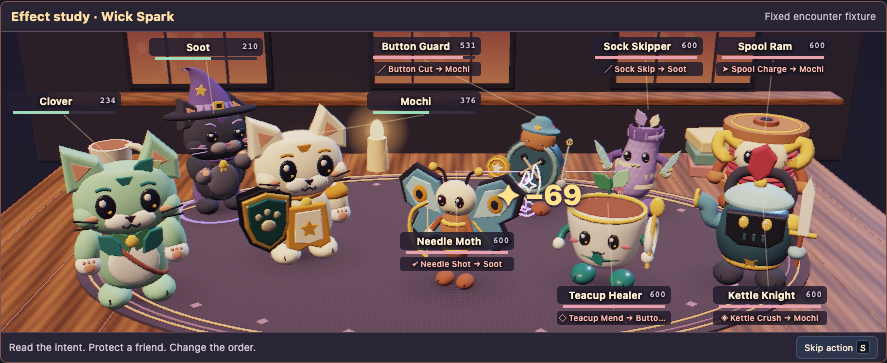 Effect study · Wick Spark
Fixed encounter fixture
Soot 210
Button Guard 531
Button Cut → Mochi
Sock Skipper 600
Sock Skip → Soot
Spool Ram 600
Spool Charge → Mochi
Clover 234
Mochi 376
-69
Needle Moth 600
Needle Shot → Soot
Teacup Healer 600
Teacup Mend → Butto...
Kettle Knight 600
Kettle Crush → Mochi
Read the intent. Protect a friend. Change the order.
Skip action S